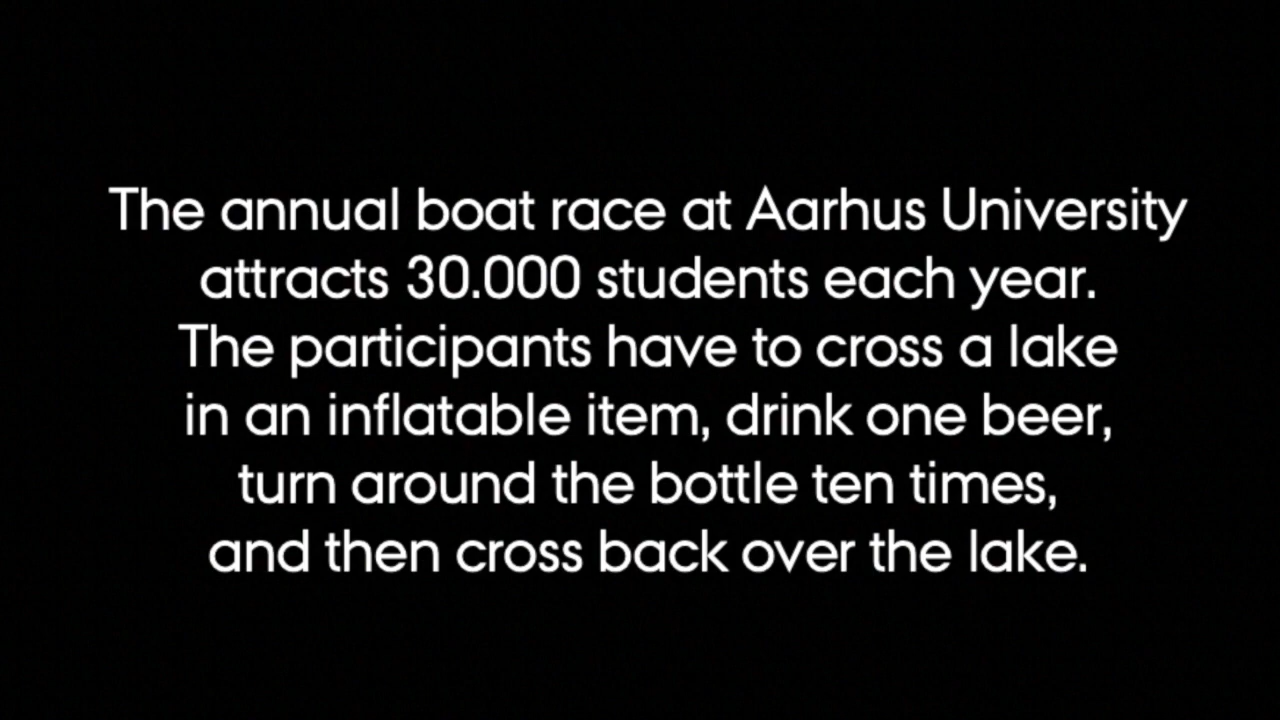 The annual boat race at Aarhus University
attracts 30.000 students each year.
The participants have to cross a lake
in an inflatable item, drink one beer,
turn around the bottle ten times,
and then cross back over the lake.